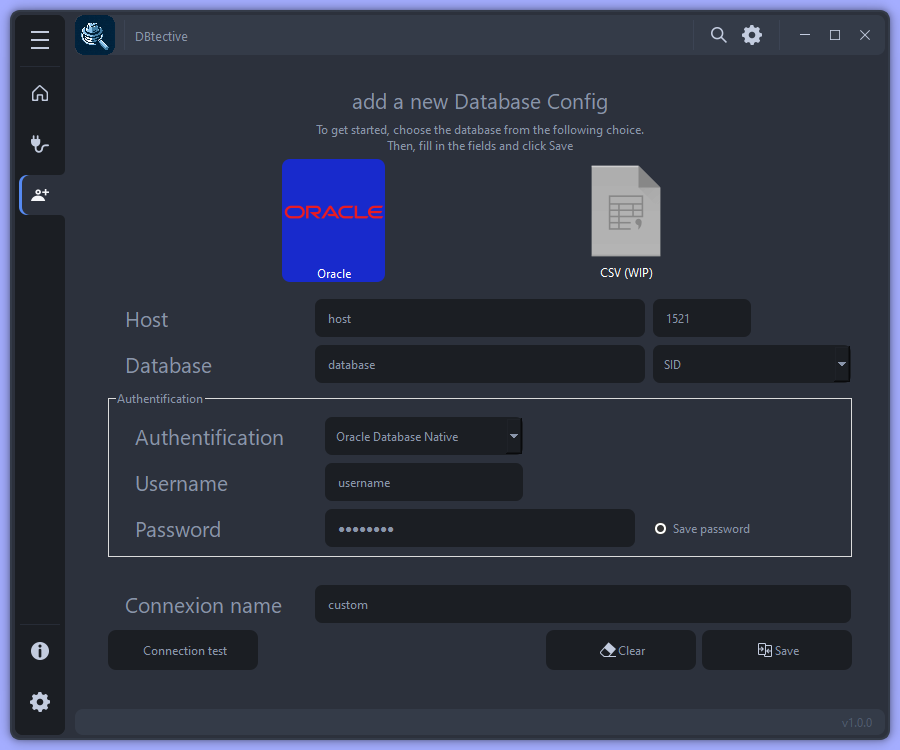 DBtective
add a new Database Config
To get started, choose the database from the following choice.
Then, fill in the fields and click Save
ORACLE
Oracle
CSV (WIP)
Host
host
1521
Database
database
SID
Authentification
Authentification
Oracle Database Native
Username
username
Password
••••••••
Save password
Connexion name
custom
Connection test
Clear
Save
v1.0.0